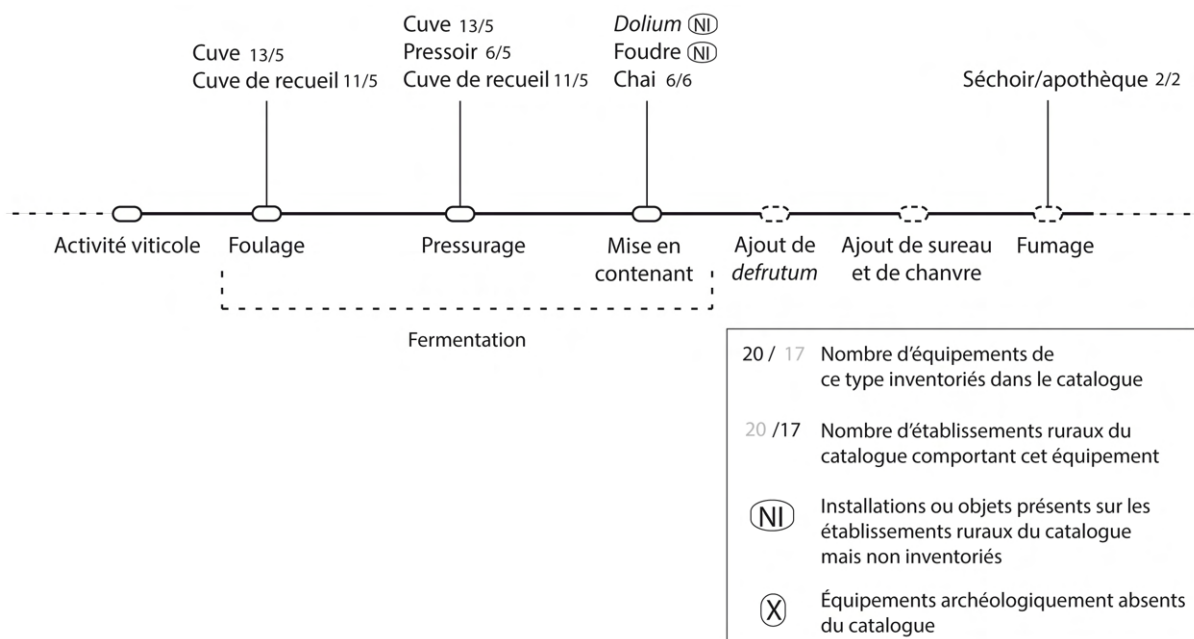 Cuve 13/5
Cuve de recueil 11/5
Cuve 13/5
Pressoir 6/5
Cuve de recueil 11/5
Dolium NI
Foudre NI
Chai 6/6
Séchoir/apothèque 2/2
Activité viticole
Foulage
Pressurage
Mise en
contenant
Ajout de
defrutum
Ajout de sureau
et de chanvre
Fumage
Fermentation
20 / 17 Nombre d'équipements de
ce type inventoriés dans le catalogue
20 /17 Nombre d'établissements ruraux du
catalogue comportant cet équipement
NI Installations ou objets présents sur les
établissements ruraux du catalogue
mais non inventoriés
X Équipements archéologiquement absents
du catalogue